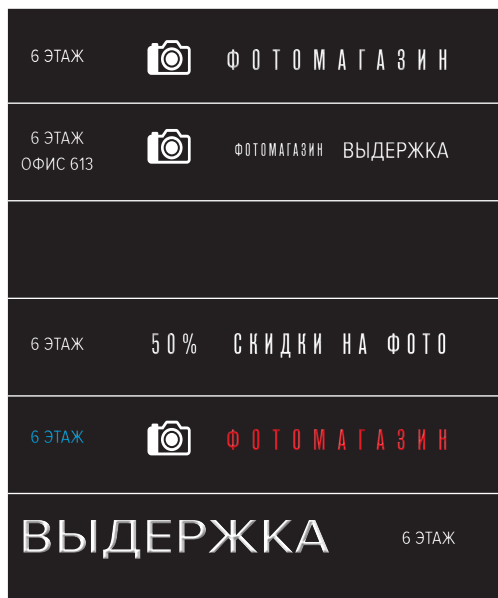 6 ЭТАЖ ФОТОМАГАЗИН
6 ЭТАЖ
ОФИС 613
ФОТОМАГАЗИН ВЫДЕРЖКА
6 ЭТАЖ 50% СКИДКИ НА ФОТО
6 ЭТАЖ ФОТОМАГАЗИН
ВЫДЕРЖКА 6 ЭТАЖ